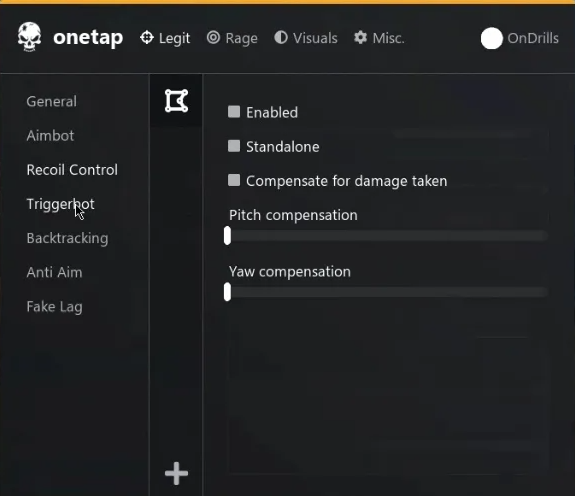 onetap
Legit
Rage
Visuals
Misc.
OnDrills
General
Aimbot
Recoil Control
Triggerbot
Backtracking
Anti Aim
Fake Lag
Enabled
Standalone
Compensate for damage taken
Pitch compensation
Yaw compensation